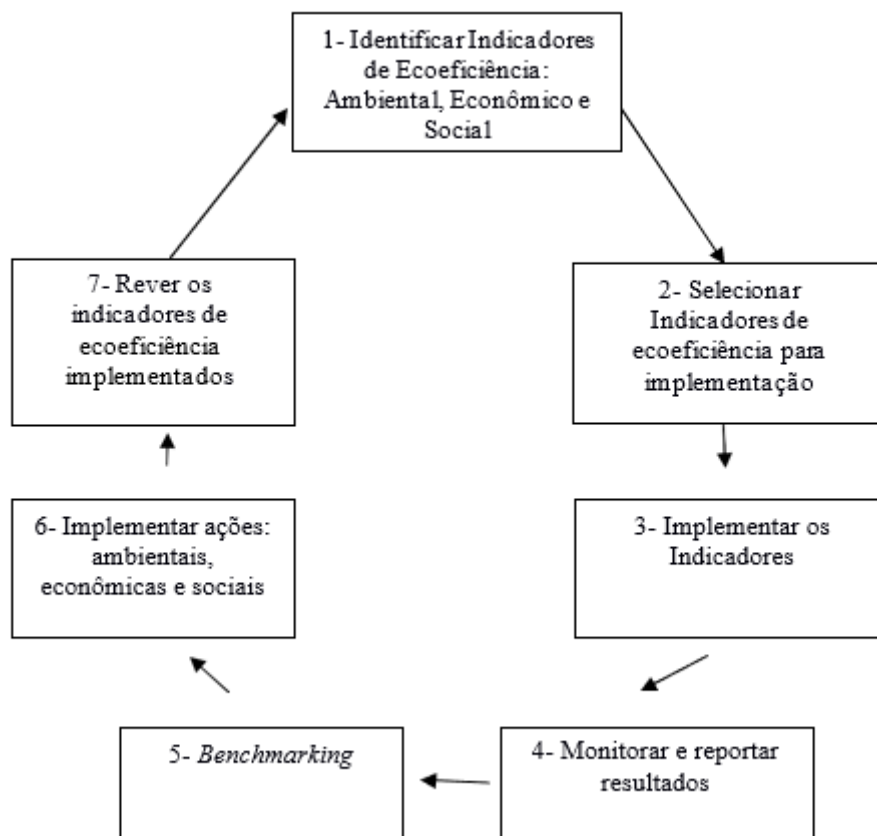 1- Identificar Indicadores
de Ecoeficiência:
Ambiental, Econômico e
Social
2- Selecionar
Indicadores de
ecoeficiência para
implementação
3- Implementar os
Indicadores
4- Monitorar e reportar
resultados
5- Benchmarking
6- Implementar ações:
ambientais,
econômicas e sociais
7- Rever os
indicadores de
ecoeficiência
implementados